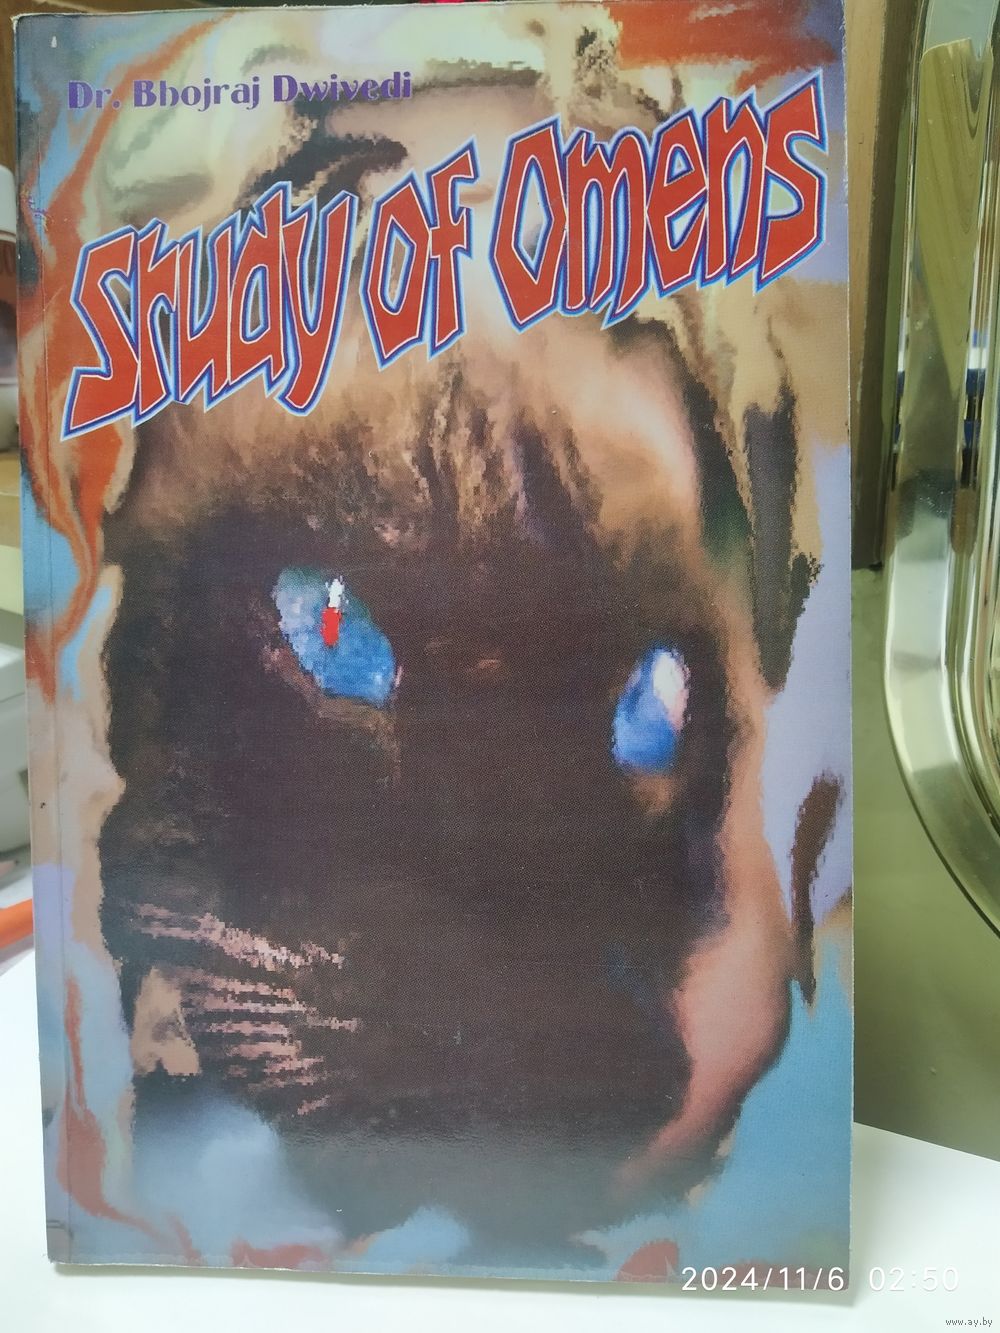 Dr. Bhojraj Dwivedi
Study of Omens
2024/11/6 02:50
www.ay.by